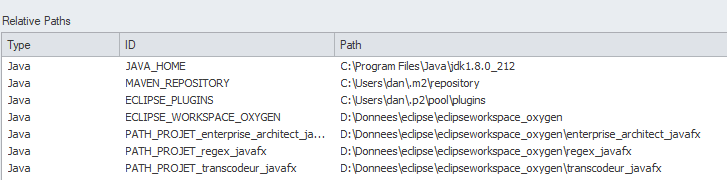 Relative Paths
Type ID Path
Java JAVA_HOME C:\Program Files\Java\jdk1.8.0_212
Java MAVEN_REPOSITORY C:\Users\dan\.m2\repository
Java ECLIPSE_PLUGINS C:\Users\dan\.p2\pool\plugins
Java ECLIPSE_WORKSPACE_OXYGEN D:\Donnees\eclipse\eclipseworkspace_oxygen
Java PATH_PROJET_enterprise_architect_ja... D:\Donnees\eclipse\eclipseworkspace_oxygen\enterprise_architect_javafx
Java PATH_PROJET_regex_javafx D:\Donnees\eclipse\eclipseworkspace_oxygen\regex_javafx
Java PATH_PROJET_transcodeur_javafx D:\Donnees\eclipse\eclipseworkspace_oxygen\transcodeur_javafx